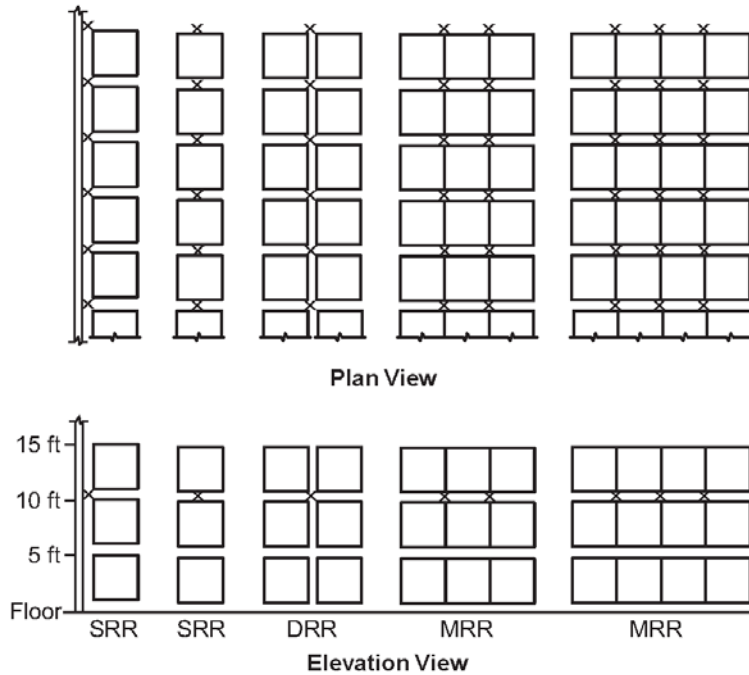 Plan View
15 ft
10 ft
5 ft
Floor
SRR SRR DRR MRR MRR
Elevation View